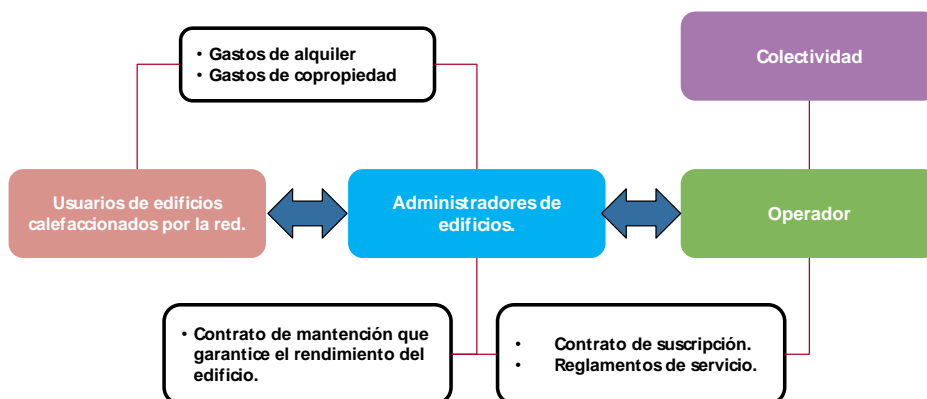 • Gastos de alquiler
• Gastos de copropiedad
Colectividad
Usuarios de edificios
calefaccionados por la red.
Administradores de
edificios.
Operador
• Contrato de mantención que
garantice el rendimiento del
edificio.
• Contrato de suscripción.
• Reglamentos de servicio.